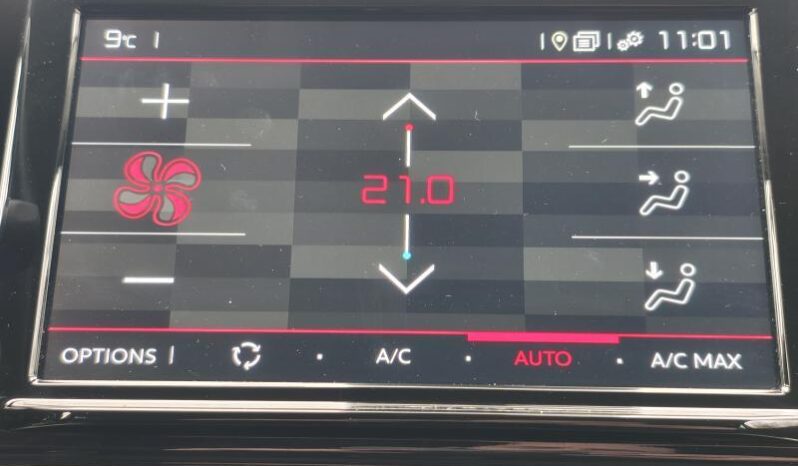 9°C 11:01
21.0
OPTIONS A/C AUTO A/C MAX